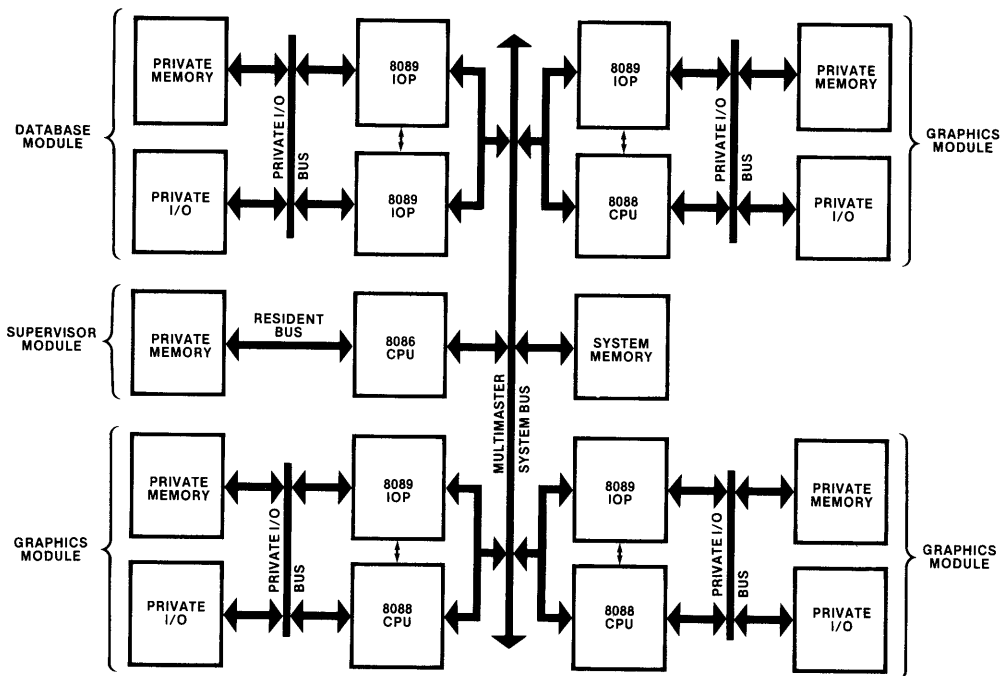 DATABASE
MODULE
PRIVATE
MEMORY
PRIVATE
I/O
PRIVATE I/O
BUS
8089
IOP
8089
IOP
8089
IOP
8088
CPU
PRIVATE I/O
BUS
PRIVATE
MEMORY
PRIVATE
I/O
GRAPHICS
MODULE
SUPERVISOR
MODULE
PRIVATE
MEMORY
RESIDENT
BUS
8086
CPU
MULTIMASTER
SYSTEM BUS
SYSTEM
MEMORY
GRAPHICS
MODULE
PRIVATE
MEMORY
PRIVATE
I/O
PRIVATE I/O
BUS
8089
IOP
8088
CPU
8089
IOP
8088
CPU
PRIVATE I/O
BUS
PRIVATE
MEMORY
PRIVATE
I/O
GRAPHICS
MODULE